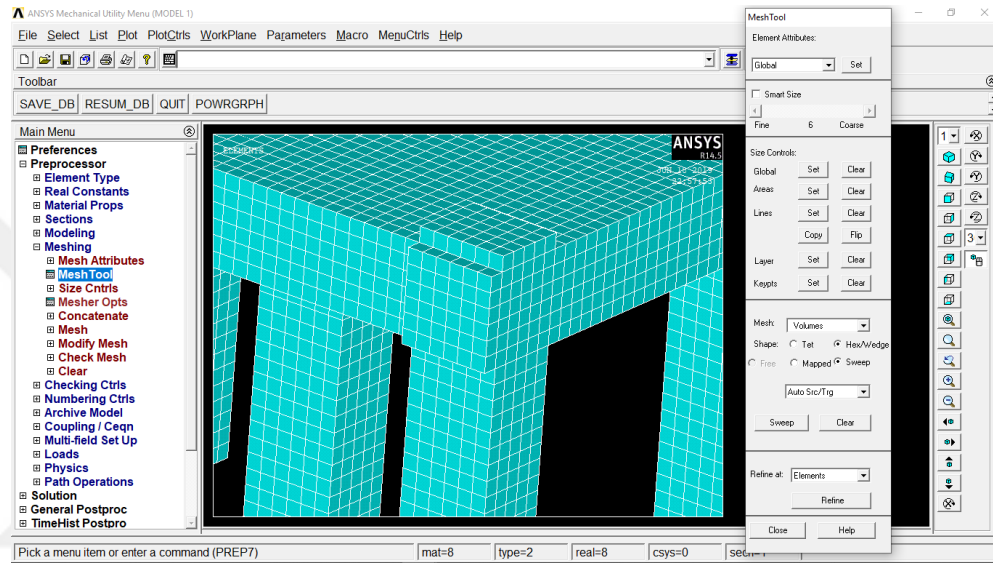 ANSYS Mechanical Utility Menu (MODEL 1)
File Select List Plot PlotCtrls WorkPlane Parameters Macro MenuCtrls Help
Toolbar
SAVE_DB RESUM_DB QUIT POWRGRPH
Main Menu
Preferences
Preprocessor
Element Type
Real Constants
Material Props
Sections
Modeling
Meshing
Mesh Attributes
MeshTool
Size Cntrls
Mesher Opts
Concatenate
Mesh
Modify Mesh
Check Mesh
Clear
Checking Ctrls
Numbering Ctrls
Archive Model
Coupling / Ceqn
Multi-field Set Up
Loads
Physics
Path Operations
Solution
General Postproc
TimeHist Postpro
ELEMENTS
ANSYS
R14.5
JUN 10 2019
22:57:53
MeshTool
Element Attributes:
Global Set
Smart Size
Fine 6 Coarse
Size Controls:
Global Set Clear
Areas Set Clear
Lines Set Clear
Copy Flip
Layer Set Clear
Keypts Set Clear
Mesh: Volumes
Shape: Tet Hex/Wedge
Free Mapped Sweep
Auto Src/Trg
Sweep Clear
Refine at: Elements
Refine
Close Help
1
3
Pick a menu item or enter a command (PREP7) mat=8 type=2 real=8 csys=0